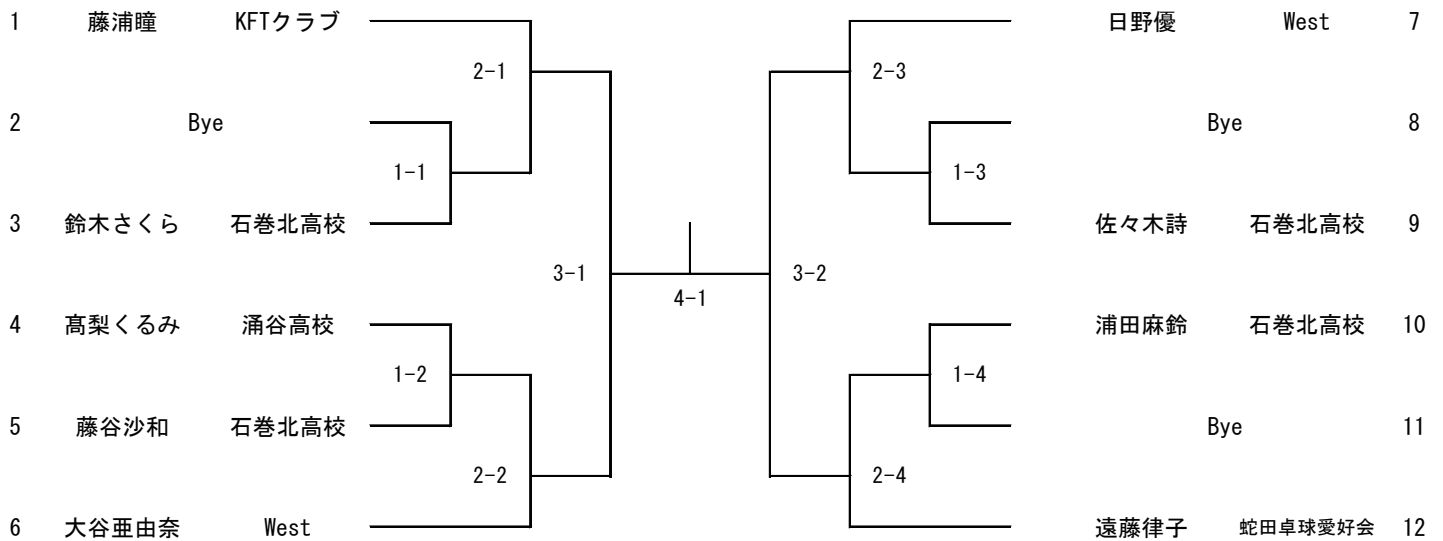 1 藤浦瞳 KFTクラブ 日野優 West 7
2-1 2-3
2 Bye Bye 8
1-1 1-3
3 鈴木さくら 石巻北高校 佐々木詩 石巻北高校 9
3-1 3-2
4-1
4 髙梨くるみ 涌谷高校 浦田麻鈴 石巻北高校 10
1-2 1-4
5 藤谷沙和 石巻北高校 Bye 11
2-2 2-4
6 大谷亜由奈 West 遠藤律子 蛇田卓球愛好会 12